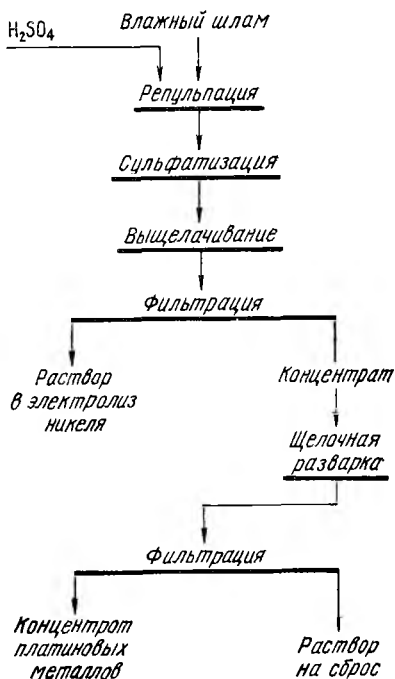 H₂SO₄
Влажный шлам
Репульпация
Сульфатизация
Выщелачивание
Фильтрация
Раствор
в электролиз
никеля
Концентрат
Щелочная
разварка
Фильтрация
Концентрот
платиновых
металлов
Раствор
на сброс